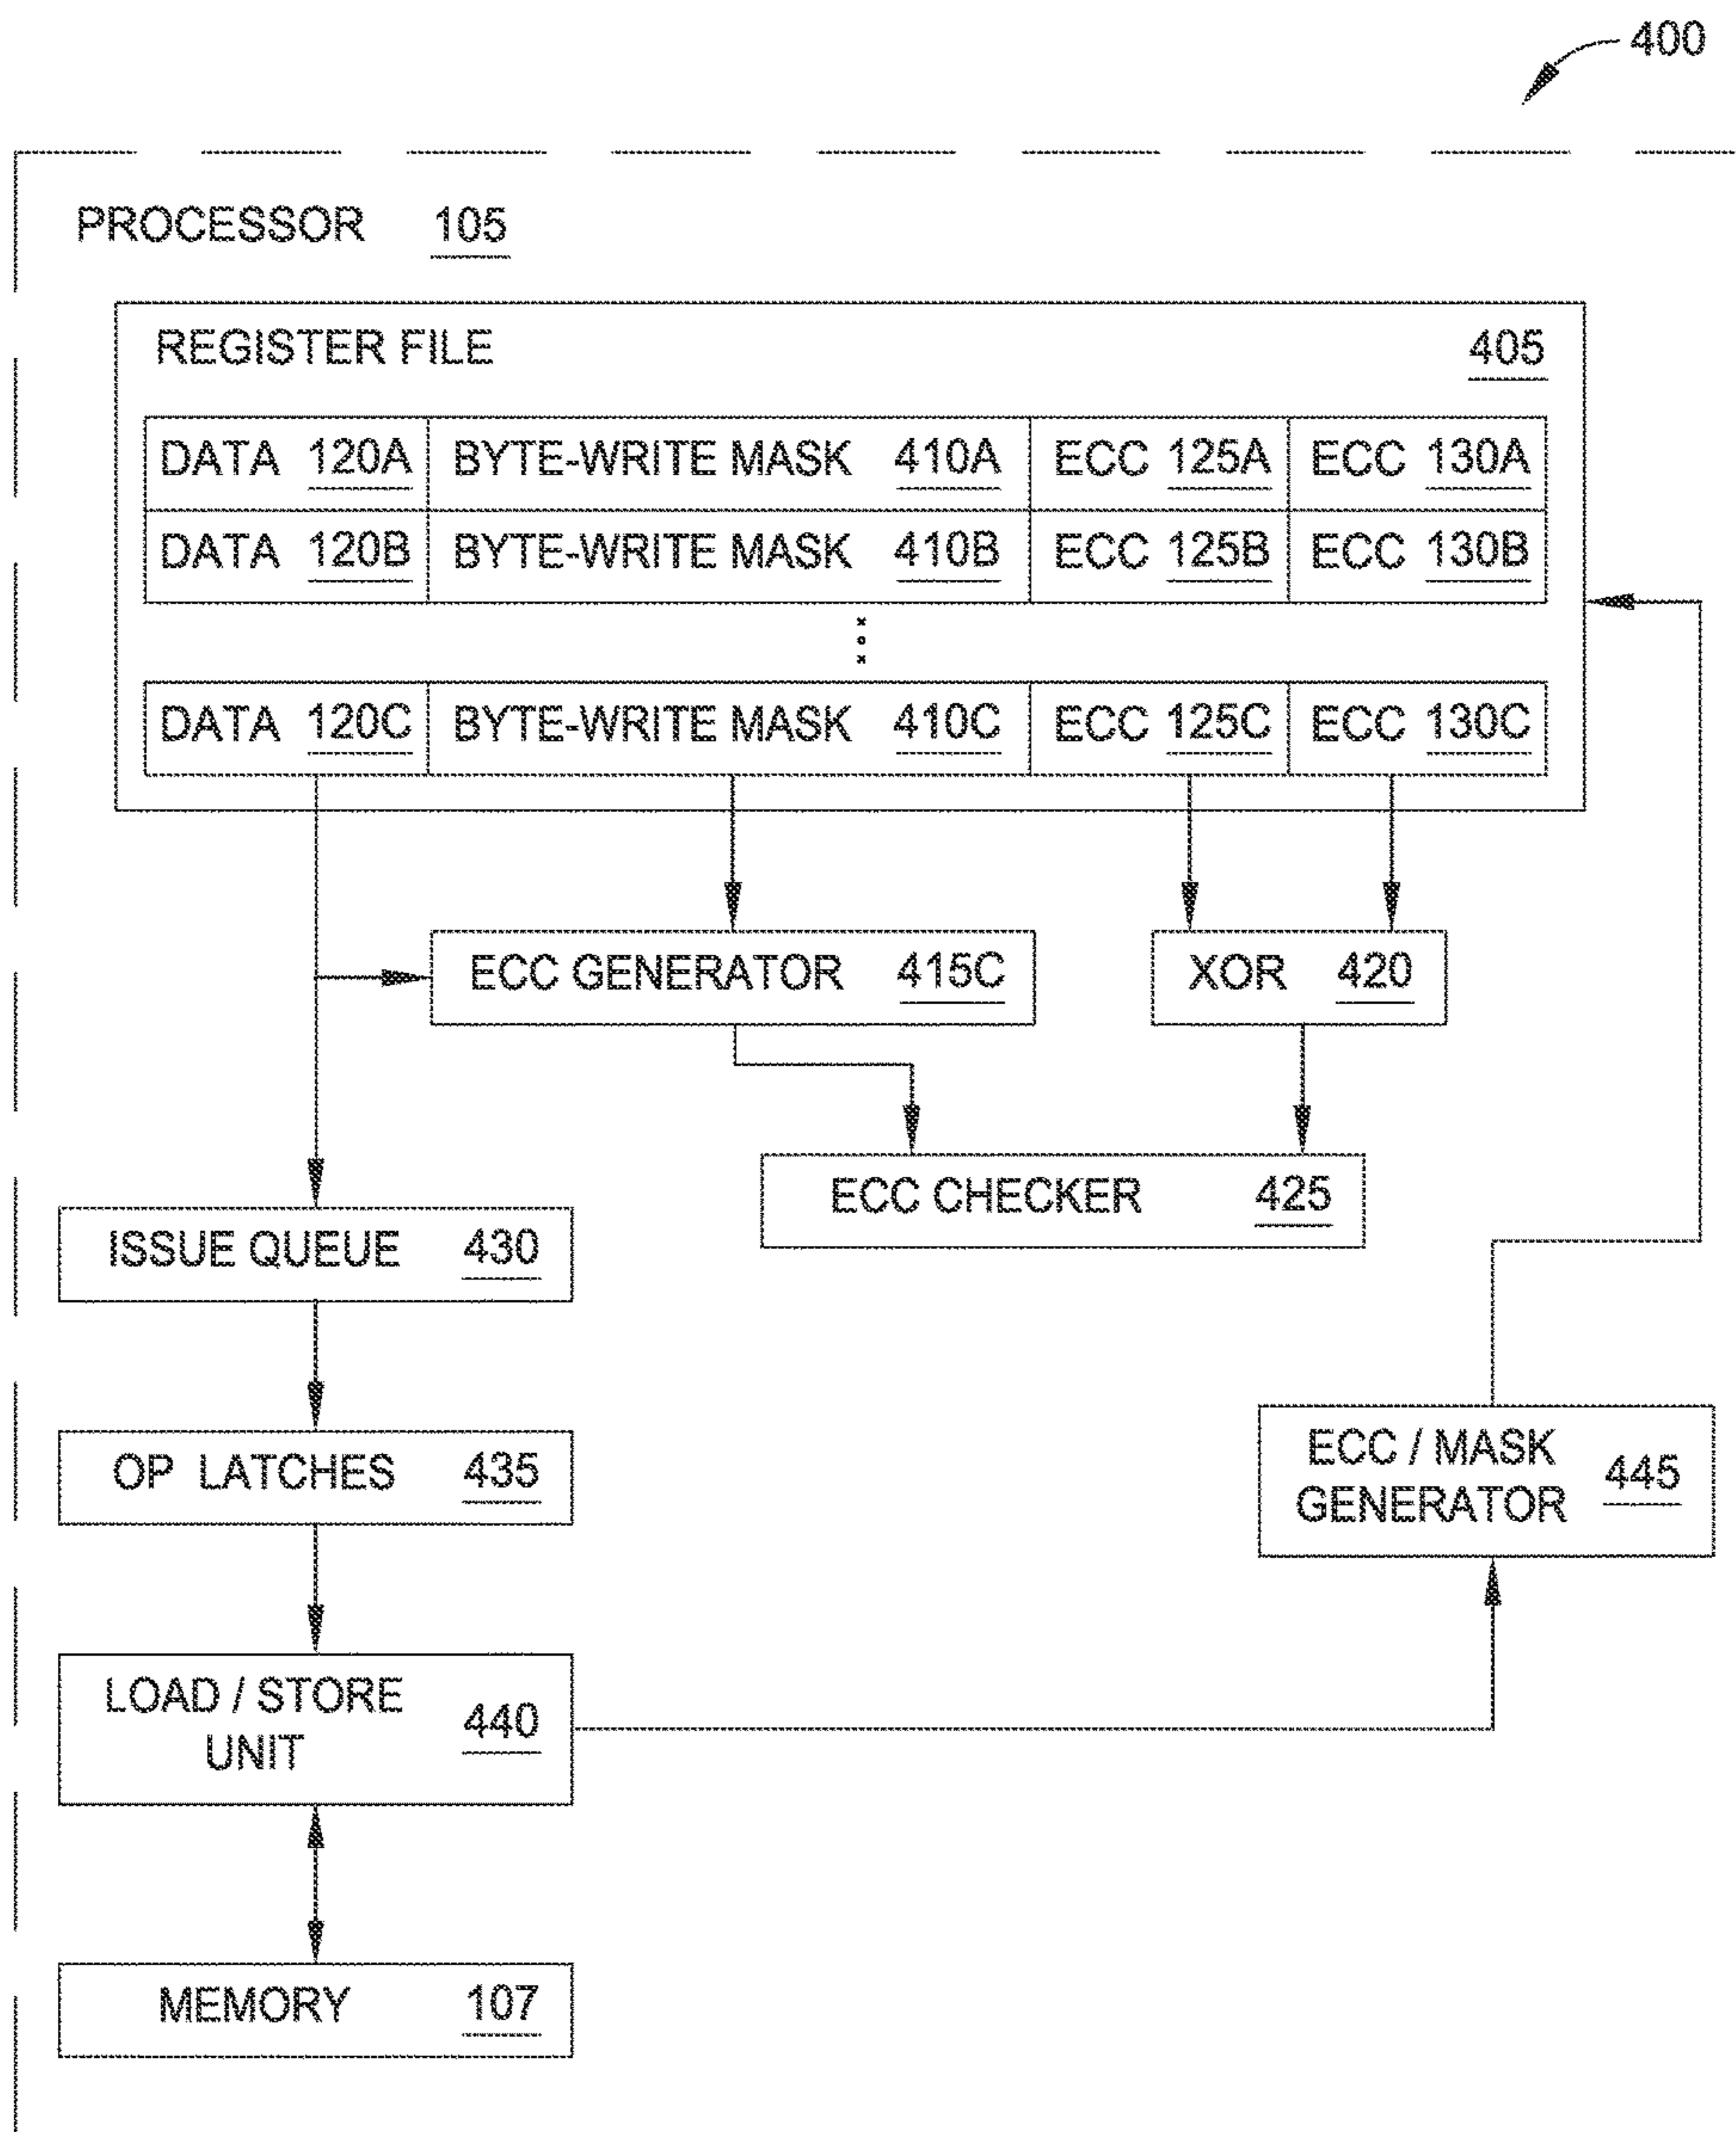 400
PROCESSOR 105
REGISTER FILE 405
DATA 120A BYTE-WRITE MASK 410A ECC 125A ECC 130A
DATA 120B BYTE-WRITE MASK 410B ECC 125B ECC 130B
DATA 120C BYTE-WRITE MASK 410C ECC 125C ECC 130C
ECC GENERATOR 415C XOR 420
ECC CHECKER 425
ISSUE QUEUE 430
OP LATCHES 435
ECC / MASK
GENERATOR 445
LOAD / STORE
UNIT 440
MEMORY 107